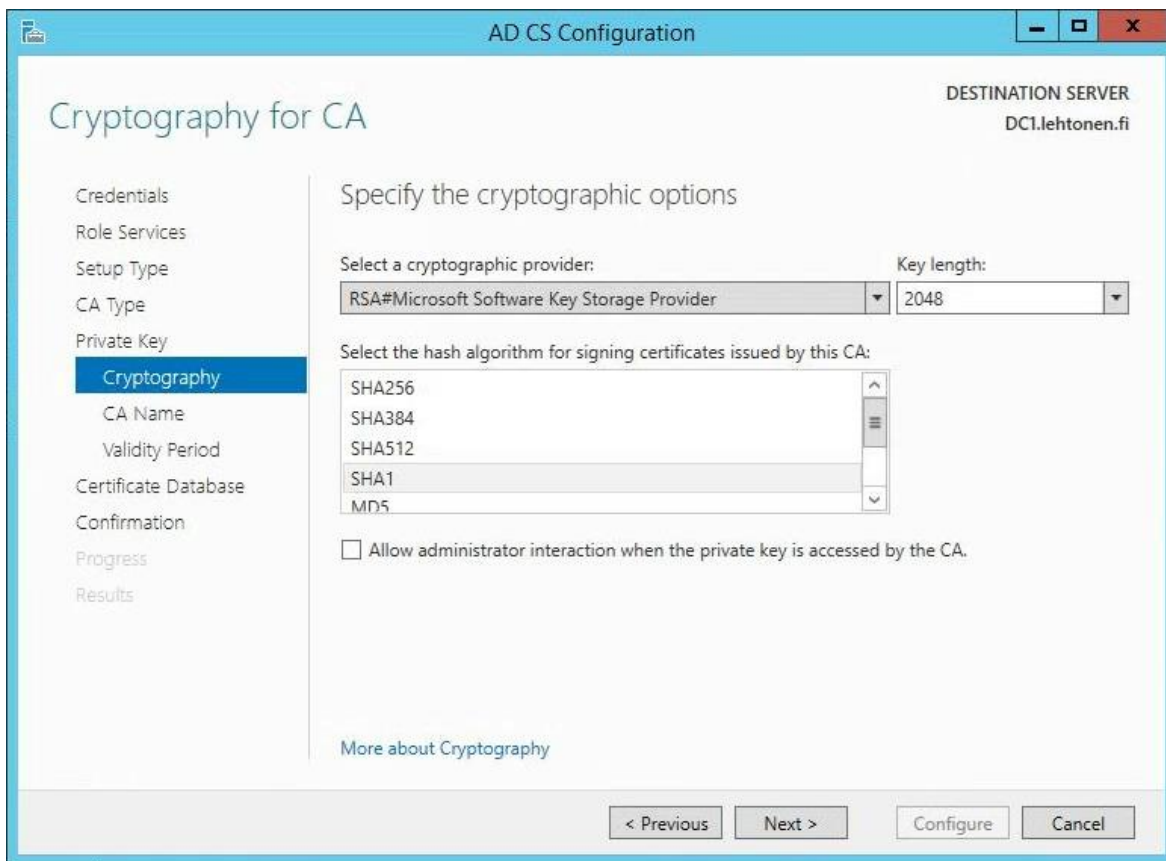 AD CS Configuration
Cryptography for CA
DESTINATION SERVER
DC1.lehtonen.fi
Credentials
Role Services
Setup Type
CA Type
Private Key
Cryptography
CA Name
Validity Period
Certificate Database
Confirmation
Progress
Results
Specify the cryptographic options
Select a cryptographic provider:
Key length:
RSA#Microsoft Software Key Storage Provider
2048
Select the hash algorithm for signing certificates issued by this CA:
SHA256
SHA384
SHA512
SHA1
MD5
Allow administrator interaction when the private key is accessed by the CA.
More about Cryptography
< Previous
Next >
Configure
Cancel